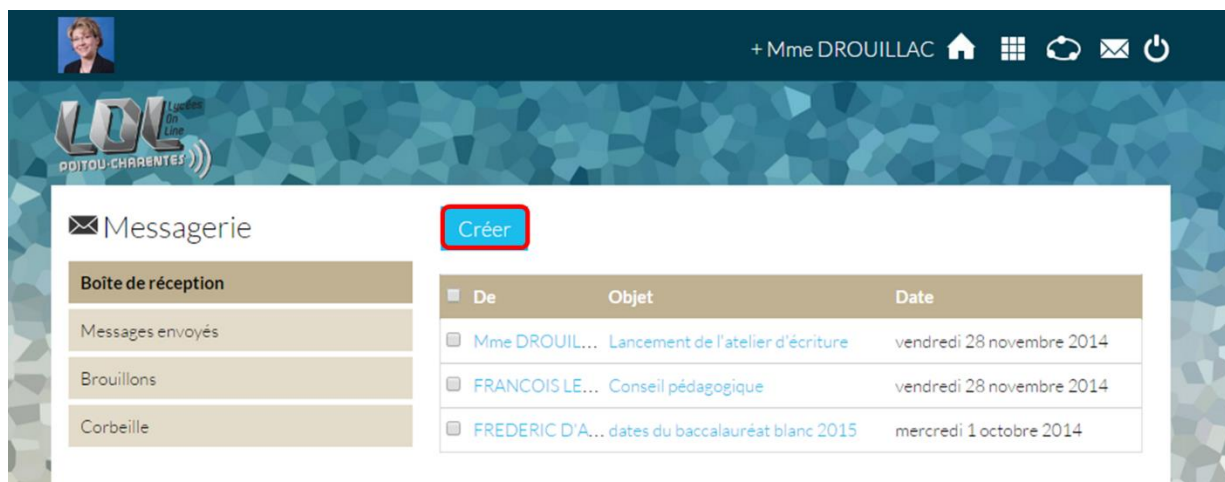 + Mme DROUILLAC
LOL Lycées
On
Line
POITOU-CHARENTES
Messagerie
Créer
Boîte de réception
Messages envoyés
Brouillons
Corbeille
De Objet Date
Mme DROUIL... Lancement de l'atelier d'écriture vendredi 28 novembre 2014
FRANCOIS LE... Conseil pédagogique vendredi 28 novembre 2014
FREDERIC D'A... dates du baccalauréat blanc 2015 mercredi 1 octobre 2014